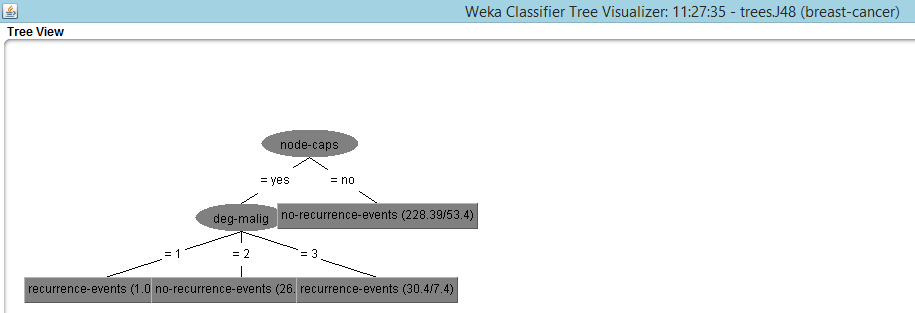 Weka Classifier Tree Visualizer: 11:27:35 - trees.J48 (breast-cancer)
Tree View
node-caps
= yes
= no
deg-malig
no-recurrence-events (228.39/53.4)
= 1
= 2
= 3
recurrence-events (1.0
no-recurrence-events (26.
recurrence-events (30.4/7.4)